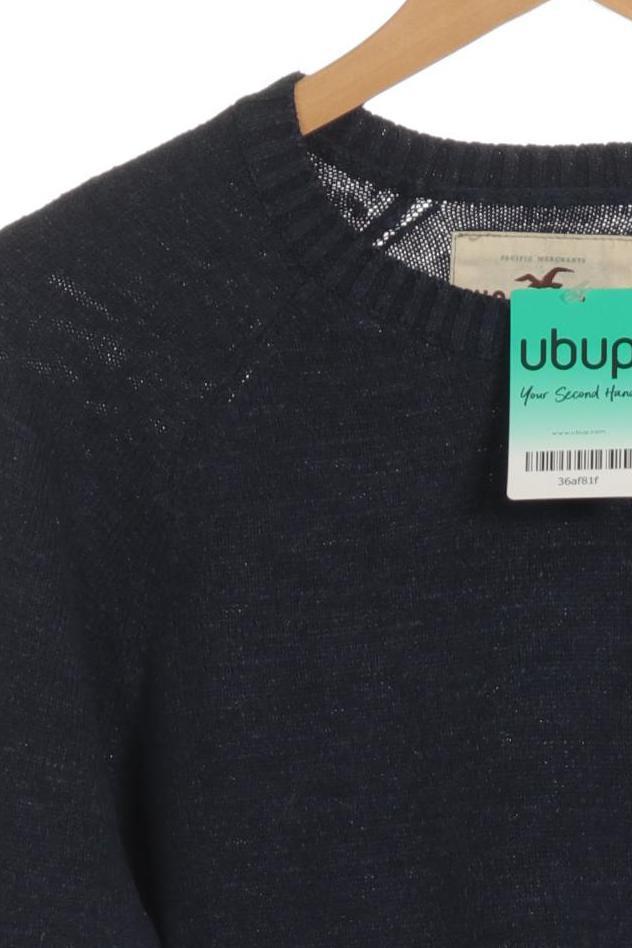 PACIFIC MERCHANTS
ubup
Your Second Hand
www.ubup.com
36af81f